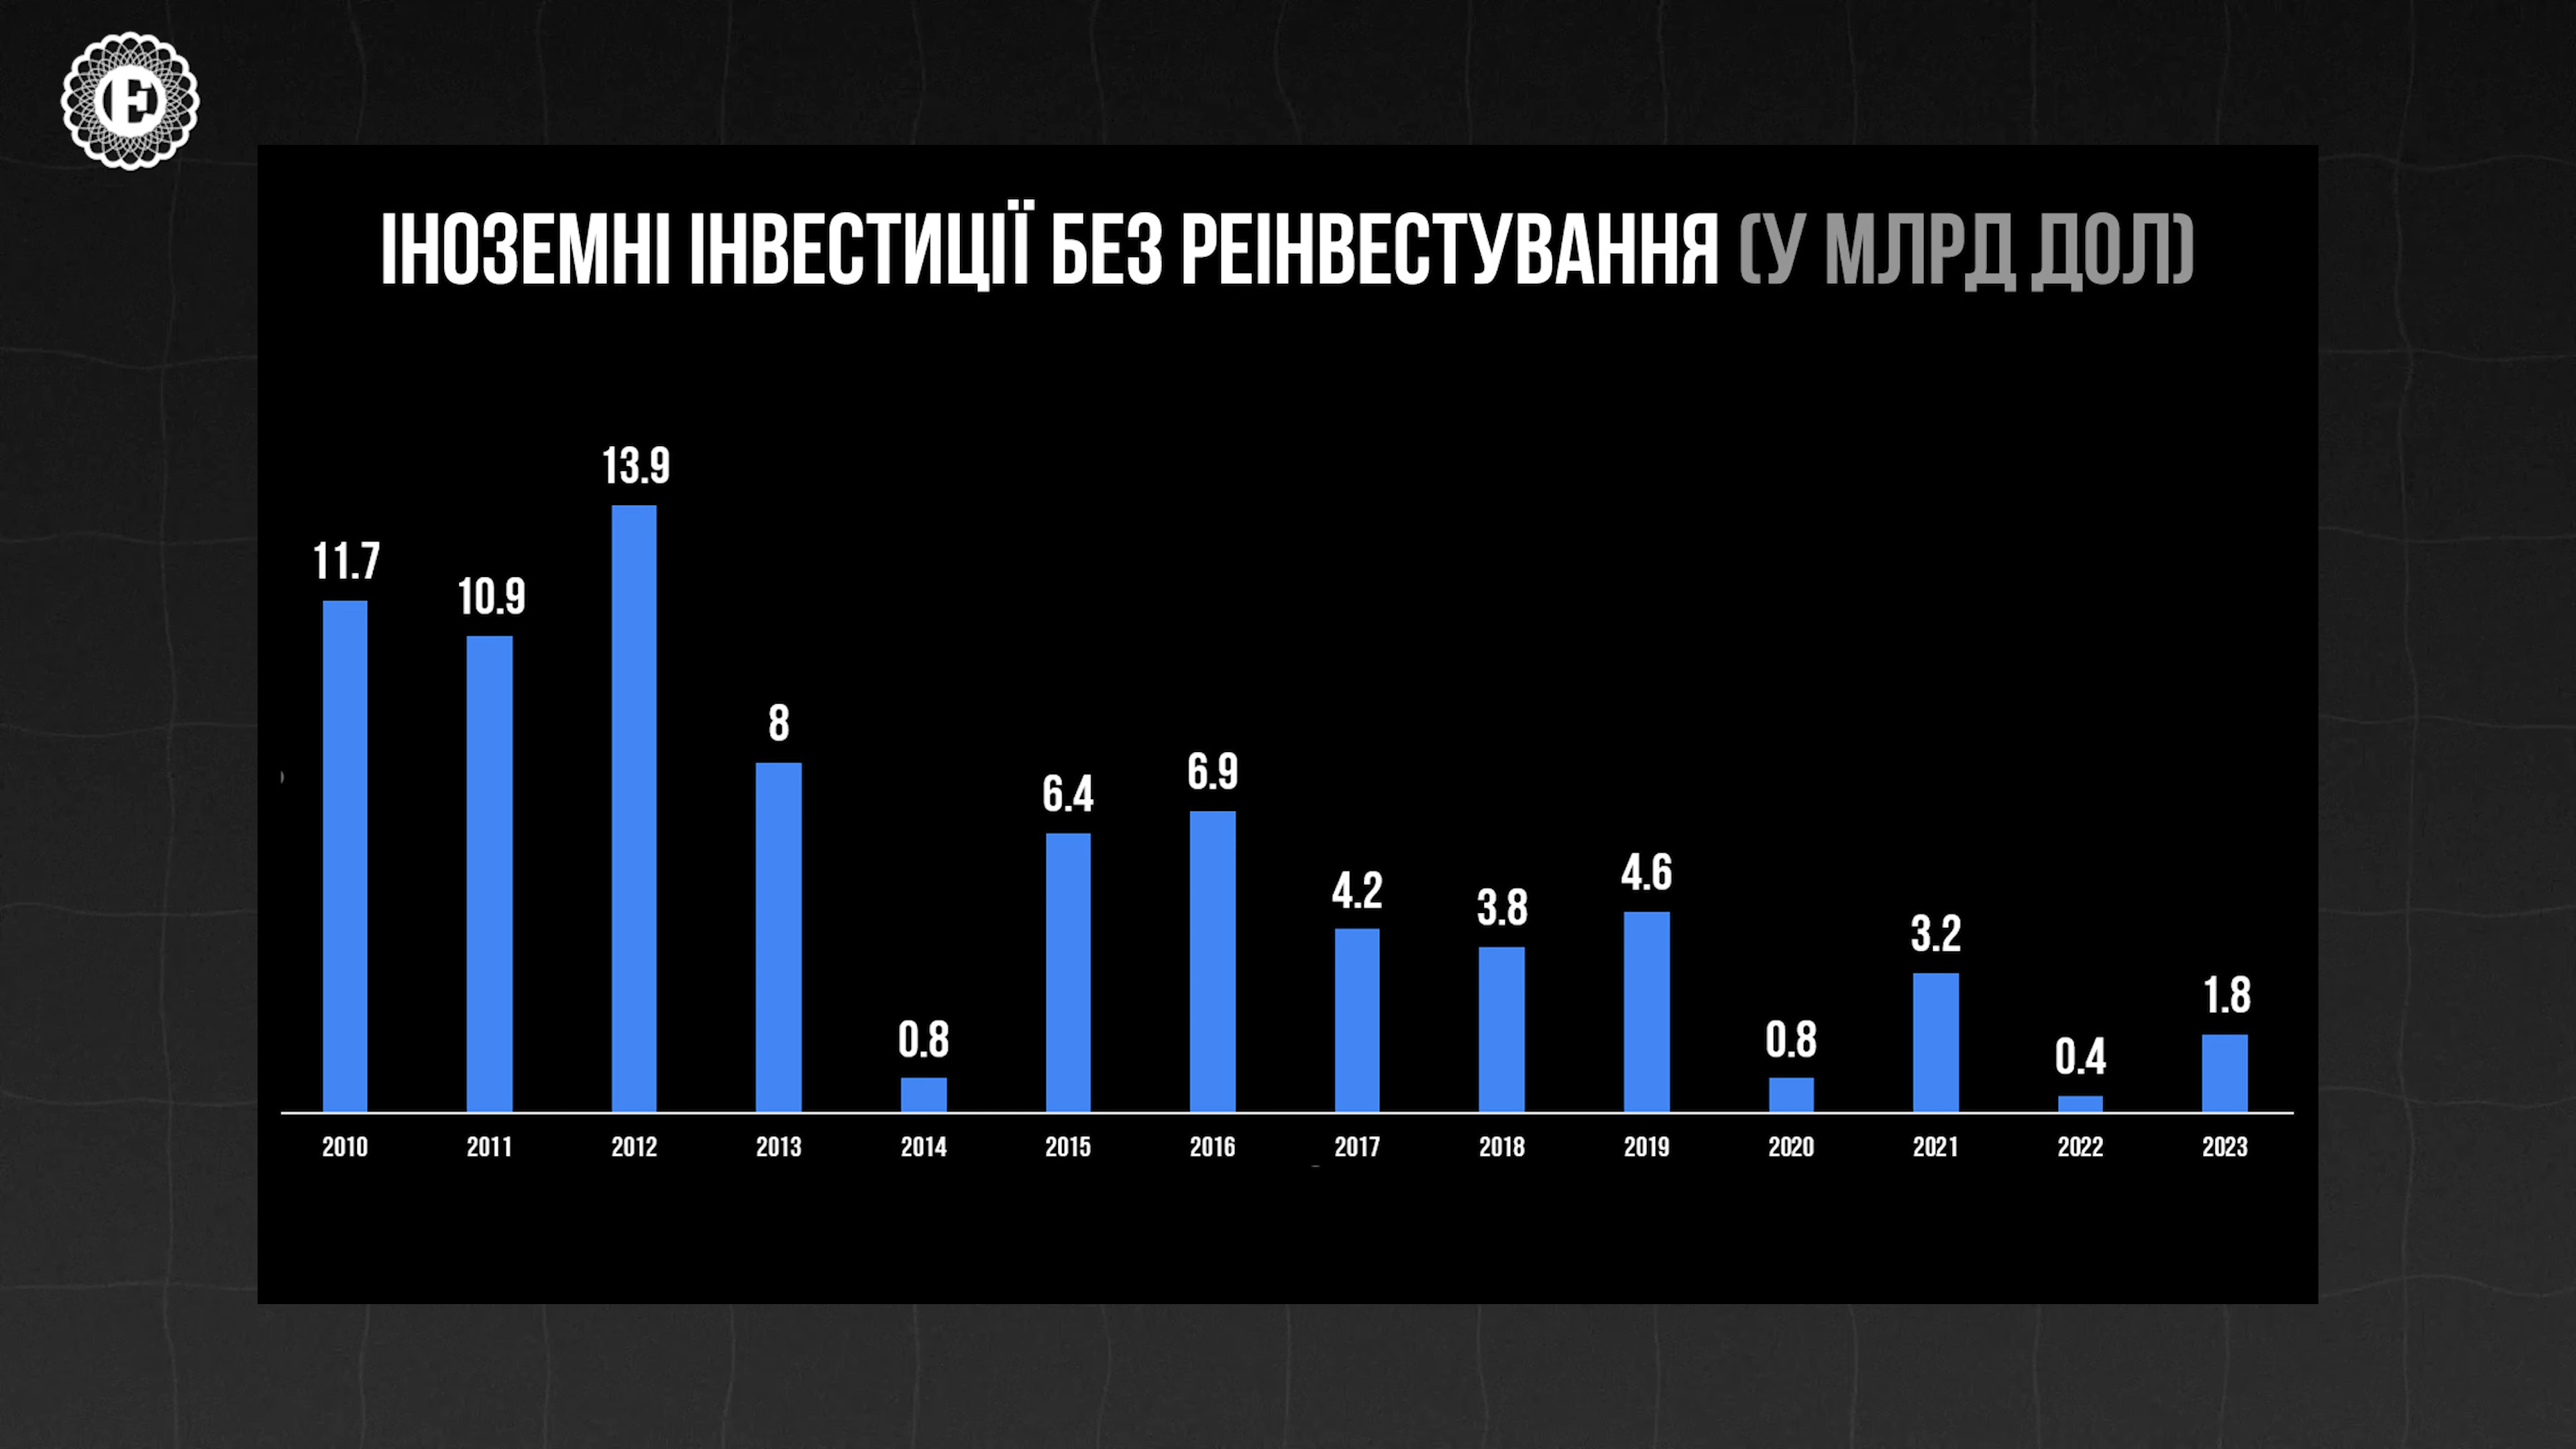 Е
ІНОЗЕМНІ ІНВЕСТИЦІЇ БЕЗ РЕІНВЕСТУВАННЯ (У МЛРД ДОЛ)
11.7 10.9 13.9 8 0.8 6.4 6.9 4.2 3.8 4.6 0.8 3.2 0.4 1.8
2010 2011 2012 2013 2014 2015 2016 2017 2018 2019 2020 2021 2022 2023